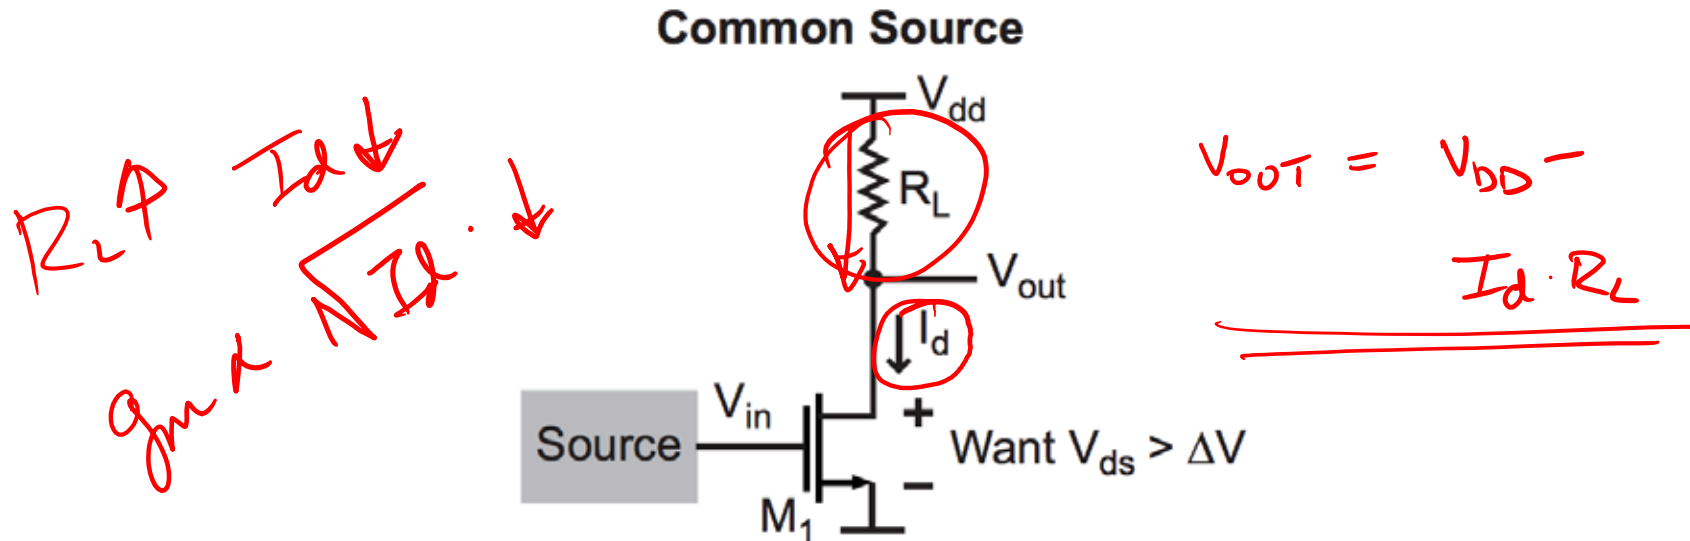 Common Source
Vdd
RL
Vout
Id
Vin
Source
M1
+
Want Vds > ΔV
−
RL↑ Id↓
gm α √Id . ↓
VOUT = VDD −
Id · RL